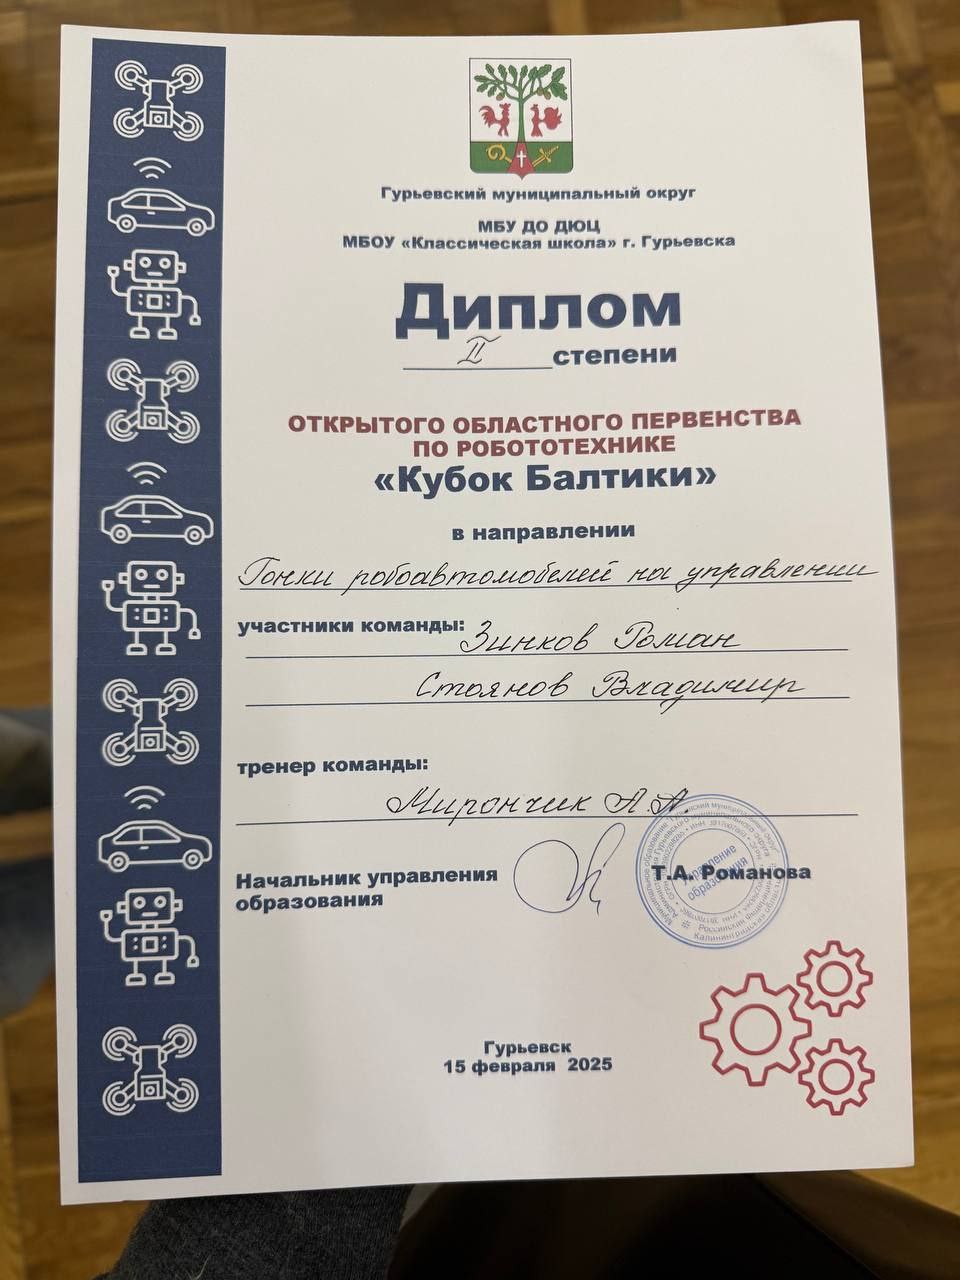 Гурьевский муниципальный округ
МБУ ДО ДЮЦ
МБОУ «Классическая школа» г. Гурьевска
Диплом
II степени
ОТКРЫТОГО ОБЛАСТНОГО ПЕРВЕНСТВА
ПО РОБОТОТЕХНИКЕ
«Кубок Балтики»
в направлении
Гонки робоавтомобилей на управлении
участники команды: Зинков Роман
Стоянов Владимир
тренер команды:
Мирончик А.А.
Начальник управления
образования
Т.А. Романова
Управление
образования
Гурьевск
15 февраля 2025